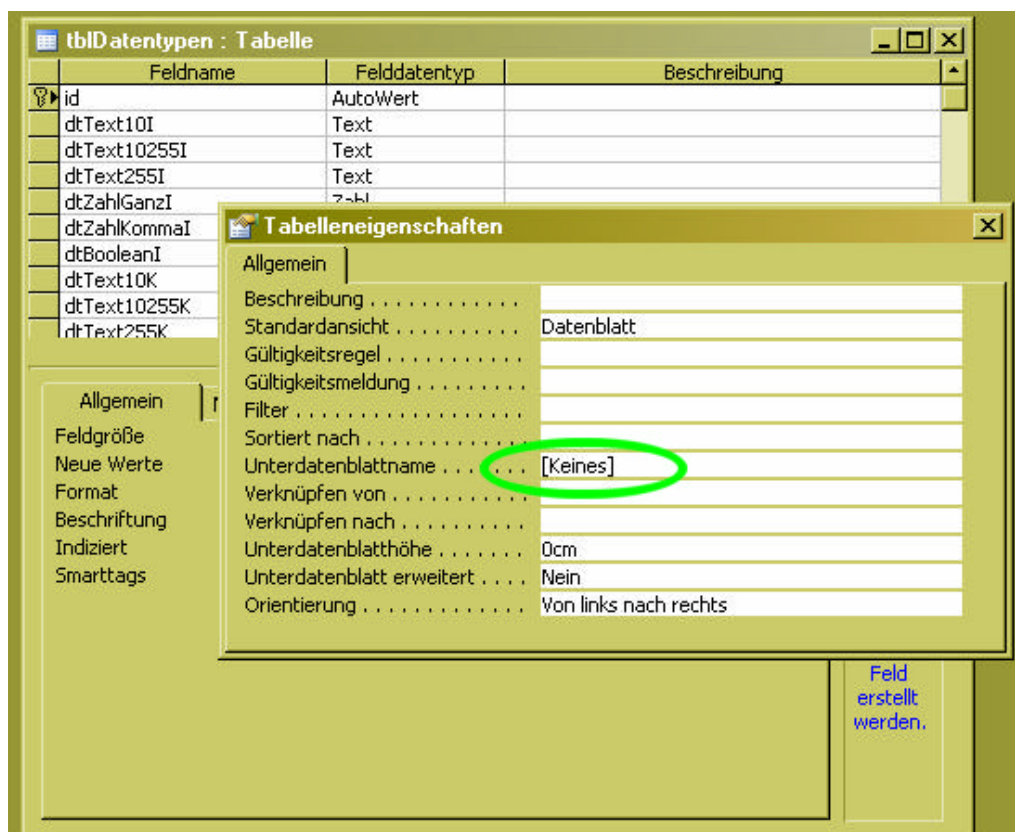 tblDatentypen : Tabelle
Feldname Felddatentyp Beschreibung
id AutoWert
dtText10I Text
dtText10255I Text
dtText255I Text
dtZahlGanzI Zahl
dtZahlKommaI
dtBooleanI
dtText10K
dtText10255K
dtText255K
Tabelleneigenschaften
Allgemein
Beschreibung . . . . . . . . . . . .
Standardansicht . . . . . . . . . . Datenblatt
Gültigkeitsregel . . . . . . . . . . .
Gültigkeitsmeldung . . . . . . . . .
Filter . . . . . . . . . . . . . . . . . .
Sortiert nach . . . . . . . . . . . . .
Unterdatenblattname . . . . . . [Keines]
Verknüpfen von . . . . . . . . . . .
Verknüpfen nach . . . . . . . . . .
Unterdatenblatthöhe . . . . . . . 0cm
Unterdatenblatt erweitert . . . . Nein
Orientierung . . . . . . . . . . . . . Von links nach rechts
Allgemein
Feldgröße
Neue Werte
Format
Beschriftung
Indiziert
Smarttags
Feld
erstellt
werden.